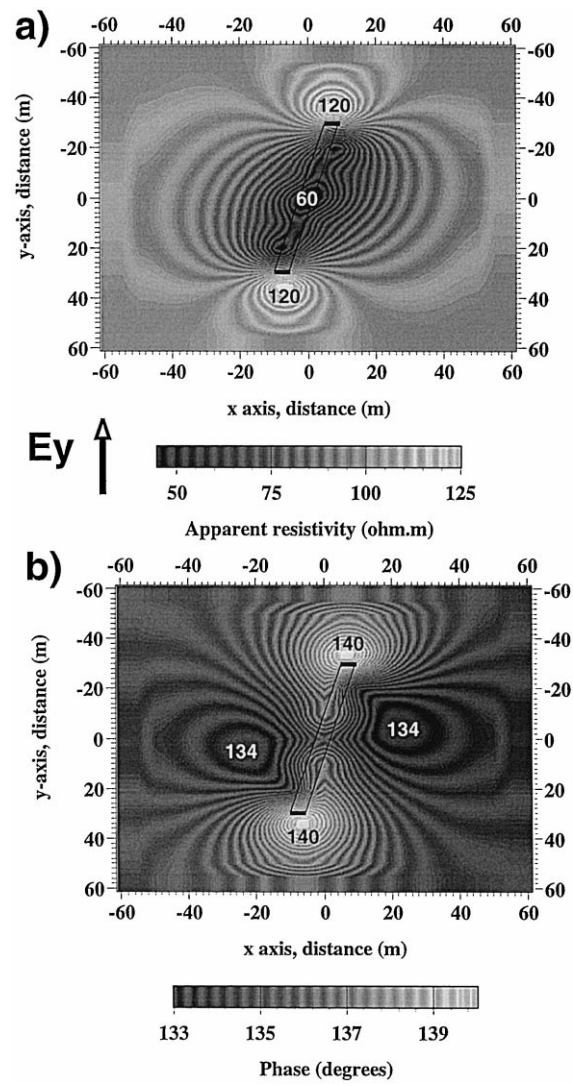 a)
-60 -40 -20 0 20 40 60
-60 -60
-40 120 -40
-20 -20
0 60 0
20 20
40 120 40
60 60
-60 -40 -20 0 20 40 60
y-axis, distance (m)
x axis, distance (m)
Ey
50 75 100 125
Apparent resistivity (ohm.m)
b)
-60 -40 -20 0 20 40 60
-60 -60
-40 140 -40
-20 -20
0 134 134 0
20 20
40 140 40
60 60
-60 -40 -20 0 20 40 60
y-axis, distance (m)
x axis, distance (m)
133 135 137 139
Phase (degrees)